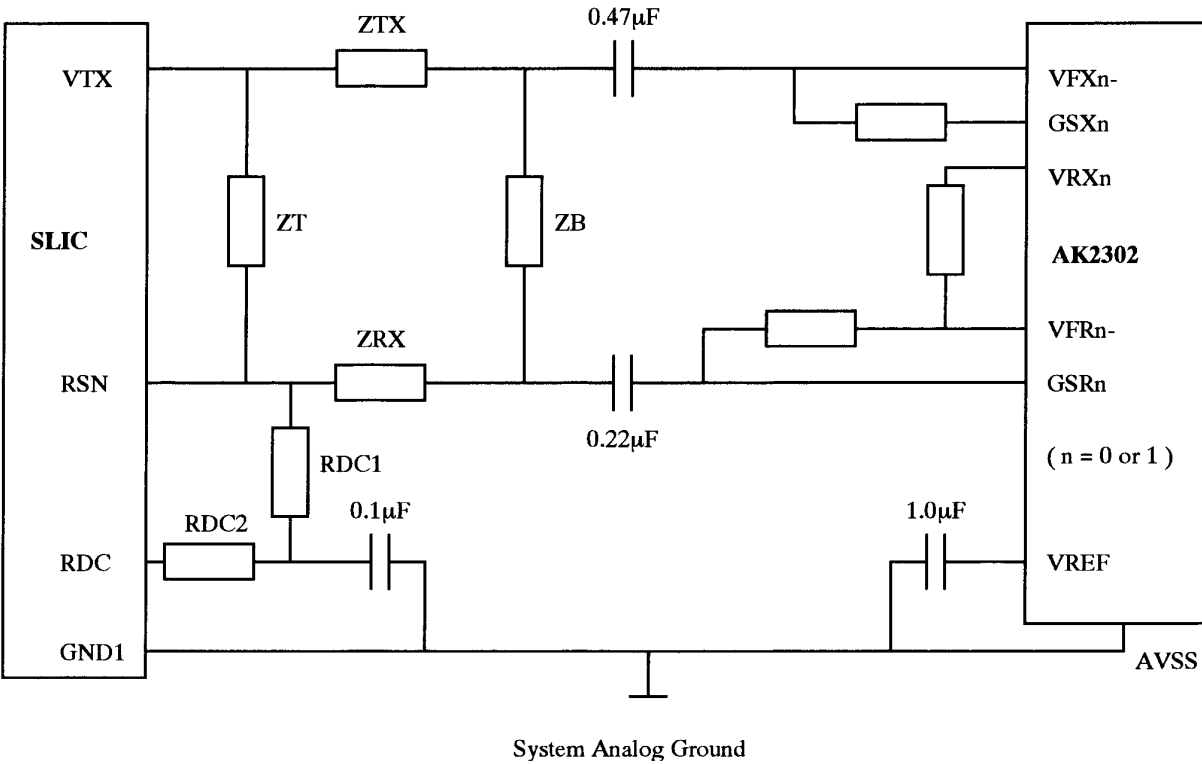 ZTX
0.47μF
VTX
VFXn-
GSXn
VRXn
ZT
ZB
SLIC
AK2302
ZRX
VFRn-
RSN
GSRn
0.22μF
( n = 0 or 1 )
RDC1
RDC2
0.1μF
1.0μF
RDC
VREF
GND1
AVSS
System Analog Ground